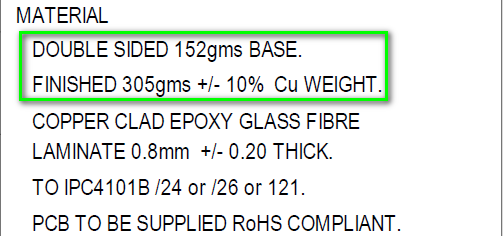 MATERIAL
DOUBLE SIDED 152gms BASE.
FINISHED 305gms +/- 10% Cu WEIGHT.
COPPER CLAD EPOXY GLASS FIBRE
LAMINATE 0.8mm +/- 0.20 THICK.
TO IPC4101B /24 or /26 or 121.
PCB TO BE SUPPLIED RoHS COMPLIANT.